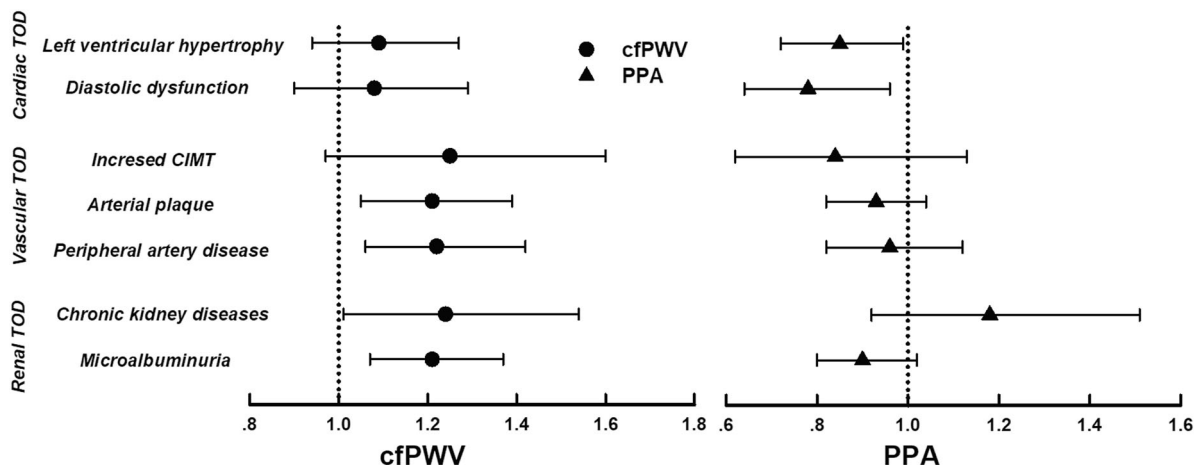 Cardiac TOD
Left ventricular hypertrophy
Diastolic dysfunction
cfPWV
PPA
Vascular TOD
Incresed CIMT
Arterial plaque
Peripheral artery disease
Renal TOD
Chronic kidney diseases
Microalbuminuria
.8 1.0 1.2 1.4 1.6 1.8
cfPWV
.6 .8 1.0 1.2 1.4 1.6
PPA